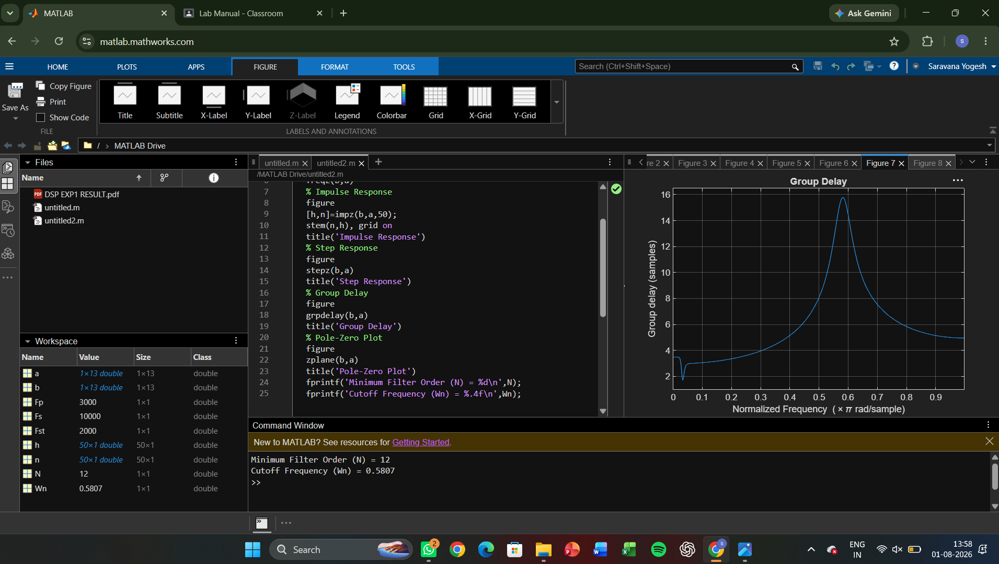 MATLAB
Lab Manual - Classroom
Ask Gemini
matlab.mathworks.com
S
HOME
PLOTS
APPS
FIGURE
FORMAT
TOOLS
Search (Ctrl+Shift+Space)
Saravana Yogesh
Save As
Copy Figure
Print
Show Code
FILE
Title
Subtitle
X-Label
Y-Label
Z-Label
Legend
Colorbar
Grid
X-Grid
Y-Grid
LABELS AND ANNOTATIONS
/ › MATLAB Drive
Files
Name
PDF DSP EXP1 RESULT.pdf
untitled.m
untitled2.m
Workspace
Name Value Size Class
a 1×13 double 1×13 double
b 1×13 double 1×13 double
Fp 3000 1×1 double
Fs 10000 1×1 double
Fst 2000 1×1 double
h 50×1 double 50×1 double
n 50×1 double 50×1 double
N 12 1×1 double
Wn 0.5807 1×1 double
untitled.m untitled2.m
/MATLAB Drive/untitled2.m
7 % Impulse Response
8 figure
9 [h,n]=impz(b,a,50);
10 stem(n,h), grid on
11 title('Impulse Response')
12 % Step Response
13 figure
14 stepz(b,a)
15 title('Step Response')
16 % Group Delay
17 figure
18 grpdelay(b,a)
19 title('Group Delay')
20 % Pole-Zero Plot
21 figure
22 zplane(b,a)
23 title('Pole-Zero Plot')
24 fprintf('Minimum Filter Order (N) = %d\n',N);
25 fprintf('Cutoff Frequency (Wn) = %.4f\n',Wn);
re 2 Figure 3 Figure 4 Figure 5 Figure 6 Figure 7 Figure 8
Group Delay
16
14
12
10
8
6
4
2
Group delay (samples)
0 0.1 0.2 0.3 0.4 0.5 0.6 0.7 0.8 0.9
Normalized Frequency (×π rad/sample)
Command Window
New to MATLAB? See resources for Getting Started.
Minimum Filter Order (N) = 12
Cutoff Frequency (Wn) = 0.5807
>>
Search
2
ENG
IN
13:58
01-08-2026